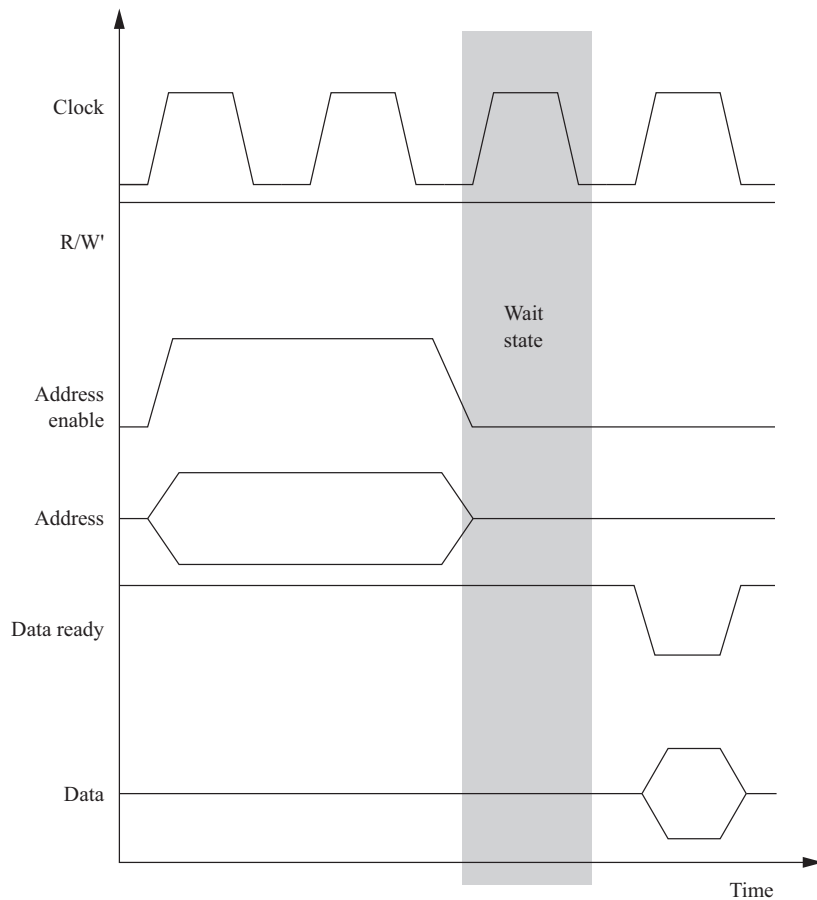 Clock
R/W'
Wait
state
Address
enable
Address
Data ready
Data
Time